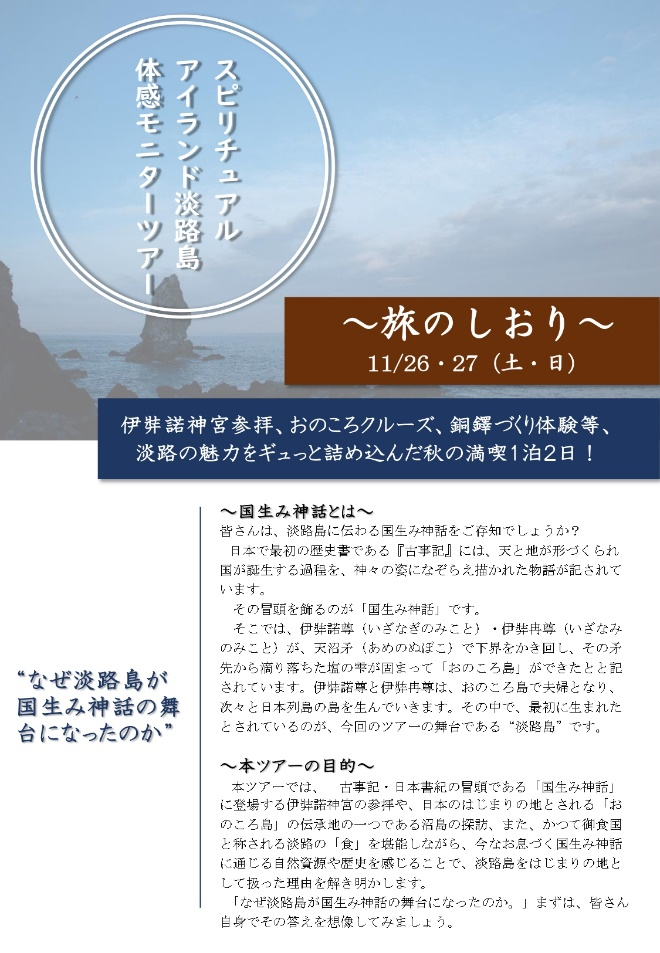 スピリチュアル
アイランド淡路島
体感モニターツアー
～旅のしおり～
11/26・27（土・日）
伊弉諾神宮参拝、おのころクルーズ、銅鐸づくり体験等、
淡路の魅力をギュっと詰め込んだ秋の満喫1泊2日！
“なぜ淡路島が
国生み神話の舞
台になったのか”
～国生み神話とは～
皆さんは、淡路島に伝わる国生み神話をご存知でしょうか？
日本で最初の歴史書である『古事記』には、天と地が形づくられ
国が誕生する過程を、神々の姿になぞらえ描かれた物語が記されて
います。
その冒頭を飾るのが「国生み神話」です。
そこでは、伊弉諾尊（いざなぎのみこと）・伊弉冉尊（いざなみ
のみこと）が、天沼矛（あめのぬぼこ）で下界をかき回し、その矛
先から滴り落ちた塩の雫が固まって「おのころ島」ができたとと記
されています。伊弉諾尊と伊弉冉尊は、おのころ島で夫婦となり、
次々と日本列島の島を生んでいきます。その中で、最初に生まれた
とされているのが、今回のツアーの舞台である“淡路島”です。
～本ツアーの目的～
本ツアーでは、　古事記・日本書紀の冒頭である「国生み神話」
に登場する伊弉諾神宮の参拝や、日本のはじまりの地とされる「お
のころ島」の伝承地の一つである沼島の探訪、また、かつて御食国
と称される淡路の「食」を堪能しながら、今なお息づく国生み神話
に通じる自然資源や歴史を感じることで、淡路島をはじまりの地と
して扱った理由を解き明かします。
「なぜ淡路島が国生み神話の舞台になったのか。」まずは、皆さん
自身でその答えを想像してみましょう。